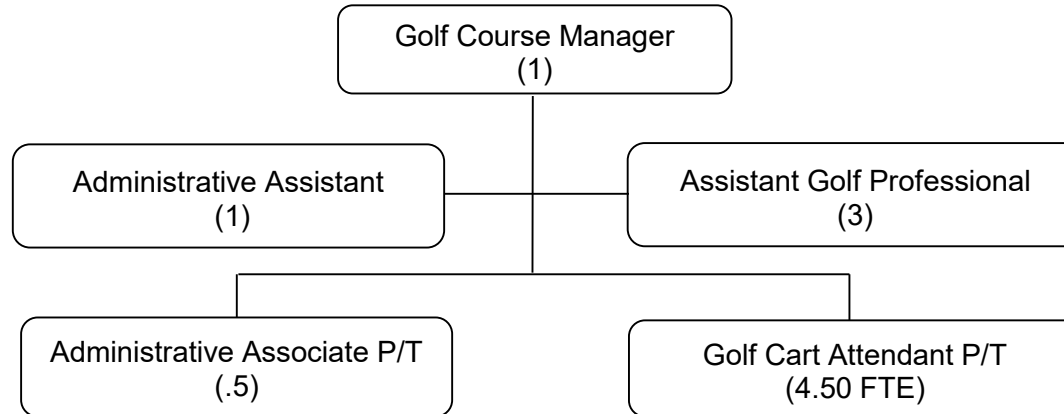 Golf Course Manager
(1)
Administrative Assistant
(1)
Assistant Golf Professional
(3)
Administrative Associate P/T
(.5)
Golf Cart Attendant P/T
(4.50 FTE)